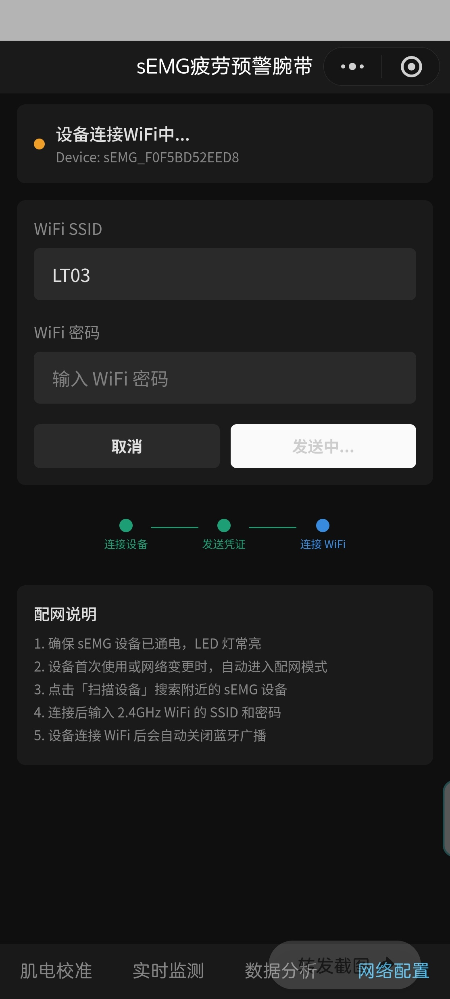 sEMG疲劳预警腕带
设备连接WiFi中...
Device: sEMG_F0F5BD52EED8
WiFi SSID
LT03
WiFi 密码
输入 WiFi 密码
取消
发送中...
连接设备
发送凭证
连接 WiFi
配网说明
1. 确保 sEMG 设备已通电，LED 灯常亮
2. 设备首次使用或网络变更时，自动进入配网模式
3. 点击「扫描设备」搜索附近的 sEMG 设备
4. 连接后输入 2.4GHz WiFi 的 SSID 和密码
5. 设备连接 WiFi 后会自动关闭蓝牙广播
转发截图
肌电校准
实时监测
数据分析
网络配置